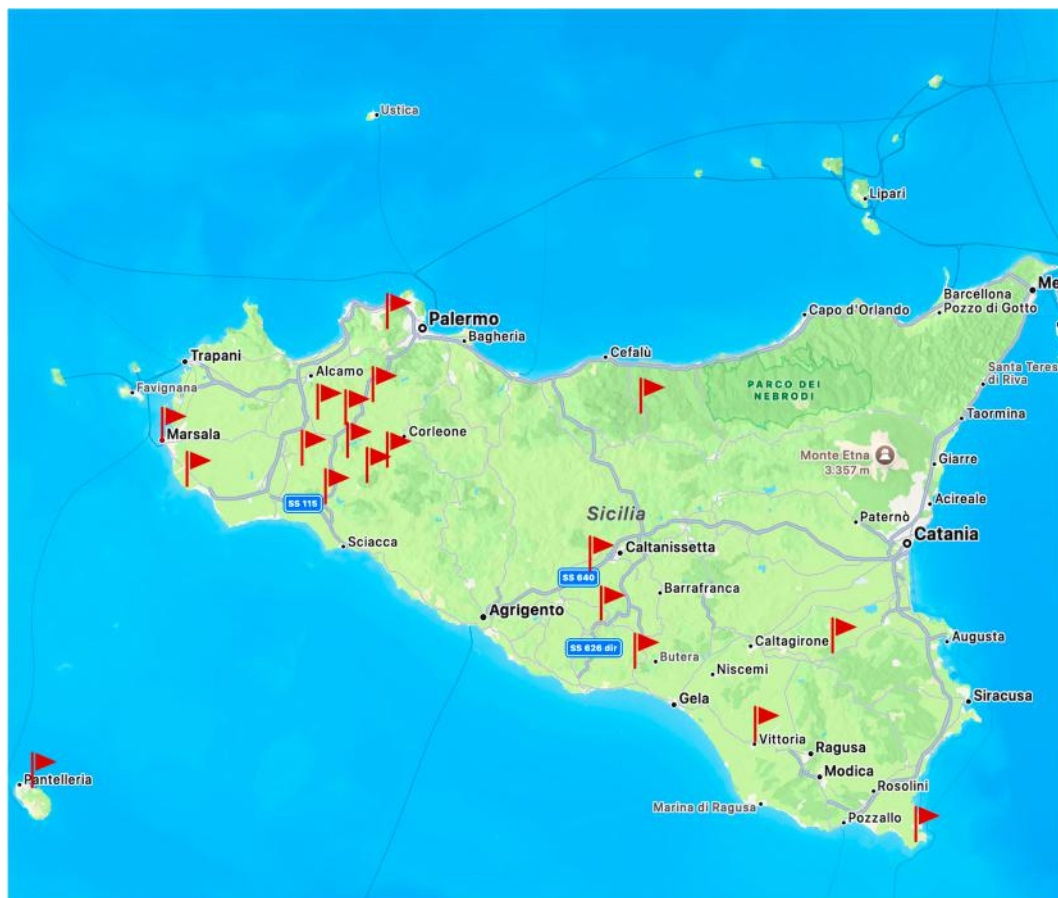 Ustica
Lipari
Me
Barcellona
Pozzo di Gotto
Capo d'Orlando
Palermo
Bagheria
Cefalù
Trapani
Alcamo
Santa Teres
di Riva
PARCO DEI
NEBRODI
Favignana
Taormina
Marsala
Corleone
Monte Etna
3.357 m
Giarre
SS 115
Acireale
Sicilia
Paternò
Catania
Sciacca
Caltanissetta
SS 640
Barrafranca
Agrigento
Augusta
Caltagirone
SS 626 dir
Butera
Niscemi
Siracusa
Gela
Vittoria
Ragusa
Modica
Pantelleria
Rosolini
Marina di Ragusa
Pozzallo